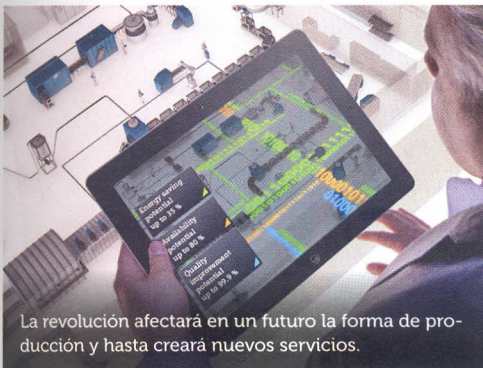 Energy saving
potential
up to 35 %
Availability
potential
up to 80 %
Quality
improvement
potential
up to 99.9 %
La revolución afectará en un futuro la forma de pro-
ducción y hasta creará nuevos servicios.